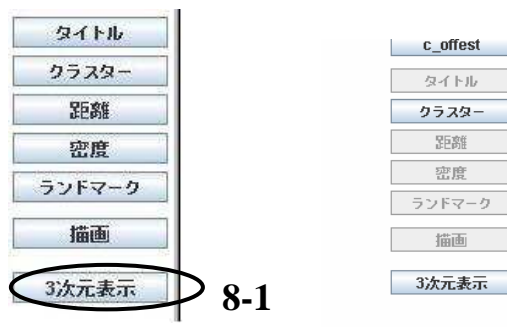 タイトル
クラスター
距離
密度
ランドマーク
描画
3次元表示
8-1
c_offest
タイトル
クラスター
距離
密度
ランドマーク
描画
3次元表示